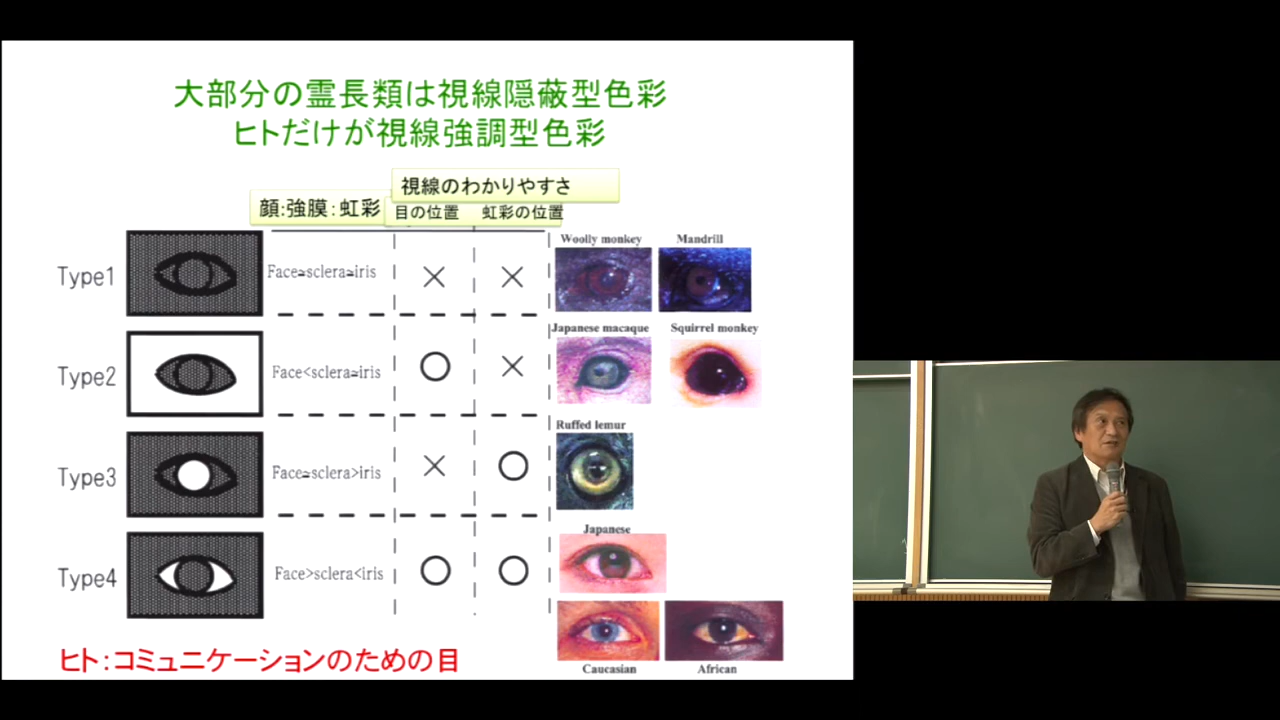 大部分の霊長類は視線隠蔽型色彩
ヒトだけが視線強調型色彩
視線のわかりやすさ
顔:強膜:虹彩
目の位置 虹彩の位置
Woolly monkey Mandrill
Type1 Face≃sclera≃iris × ×
Japanese macaque Squirrel monkey
Type2 Face<sclera≃iris ○ ×
Ruffed lemur
Type3 Face≃sclera>iris × ○
Japanese
Type4 Face>sclera<iris ○ ○
Caucasian African
ヒト:コミュニケーションのための目